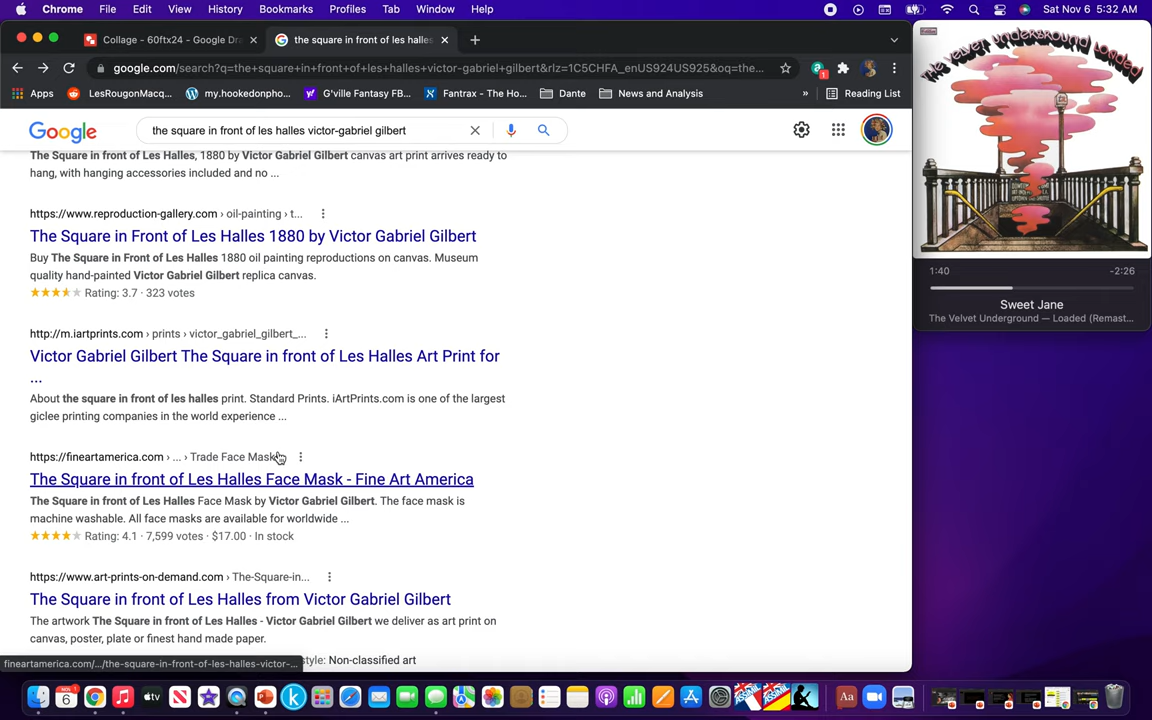 Chrome File Edit View History Bookmarks Profiles Tab Window Help Sat Nov 6 5:32 AM
Collage - 60ftx24 - Google Dra
the square in front of les halles
google.com/search?q=the+square+in+front+of+les+halles+victor-gabriel+gilbert&rlz=1C5CHFA_enUS924US925&oq=the...
1
Apps LesRougonMacq... my.hookedonpho... G'ville Fantasy FB... Fantrax - The Ho... Dante News and Analysis » Reading List
Google the square in front of les halles victor-gabriel gilbert
The Square in front of Les Halles, 1880 by Victor Gabriel Gilbert canvas art print arrives ready to
hang, with hanging accessories included and no ...
https://www.reproduction-gallery.com › oil-painting › t...
The Square in Front of Les Halles 1880 by Victor Gabriel Gilbert
Buy The Square in Front of Les Halles 1880 oil painting reproductions on canvas. Museum
quality hand-painted Victor Gabriel Gilbert replica canvas.
Rating: 3.7 · 323 votes
http://m.iartprints.com › prints › victor_gabriel_gilbert_...
Victor Gabriel Gilbert The Square in front of Les Halles Art Print for
...
About the square in front of les halles print. Standard Prints. iArtPrints.com is one of the largest
giclee printing companies in the world experience ...
https://fineartamerica.com › ... › Trade Face Mask
The Square in front of Les Halles Face Mask - Fine Art America
The Square in front of Les Halles Face Mask by Victor Gabriel Gilbert. The face mask is
machine washable. All face masks are available for worldwide ...
Rating: 4.1 · 7,599 votes · $17.00 · In stock
https://www.art-prints-on-demand.com › The-Square-in...
The Square in front of Les Halles from Victor Gabriel Gilbert
The artwork The Square in front of Les Halles - Victor Gabriel Gilbert we deliver as art print on
canvas, poster, plate or finest hand made paper.
style: Non-classified art
fineartamerica.com/.../the-square-in-front-of-les-halles-victor-...
The Velvet Underground Loaded
1:40 -2:26
Sweet Jane
The Velvet Underground — Loaded (Remast...
NOV 1
6
Aa